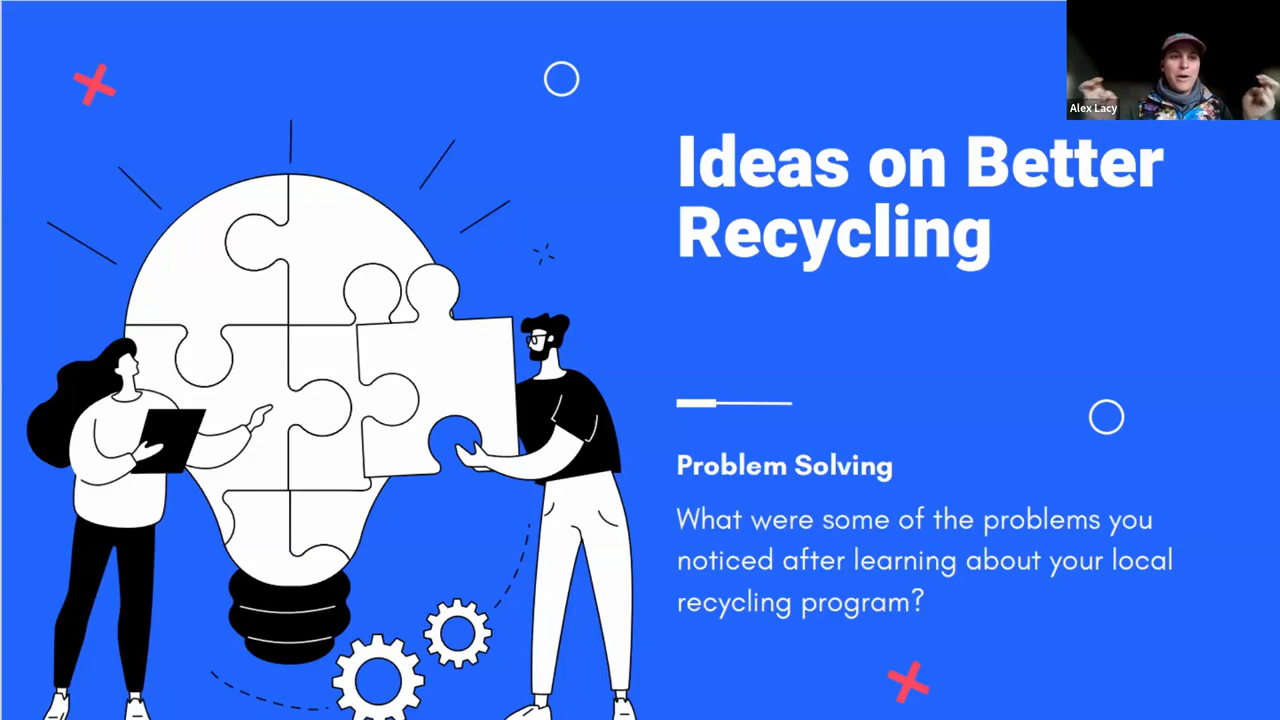 Alex Lacy
Ideas on Better
Recycling
Problem Solving
What were some of the problems you
noticed after learning about your local
recycling program?